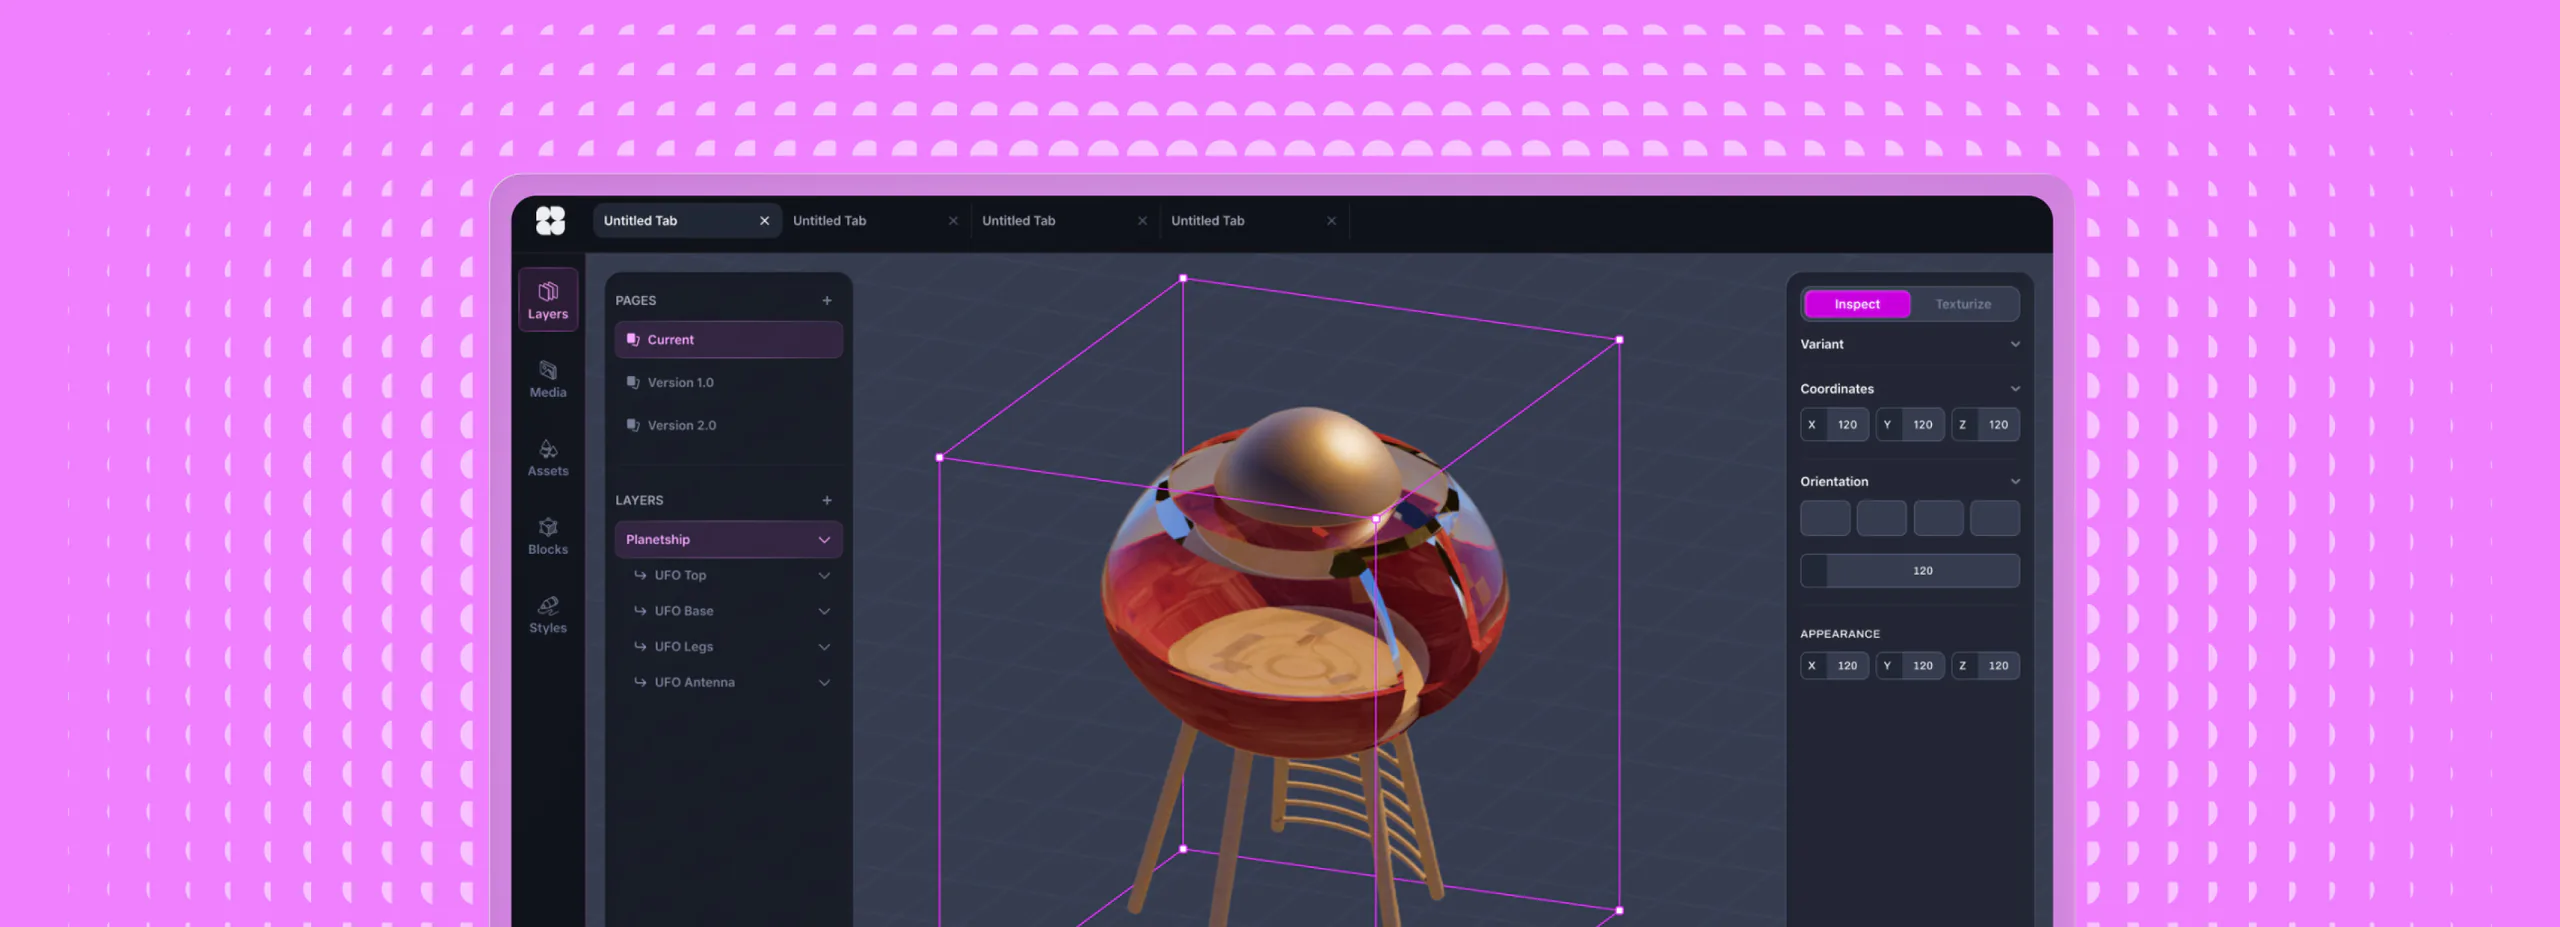 Untitled Tab
Untitled Tab
Untitled Tab
Untitled Tab
Layers
Media
Assets
Blocks
Styles
PAGES
Current
Version 1.0
Version 2.0
LAYERS
Planetship
UFO Top
UFO Base
UFO Legs
UFO Antenna
Inspect Texturize
Variant
Coordinates
X 120 Y 120 Z 120
Orientation
120
APPEARANCE
X 120 Y 120 Z 120